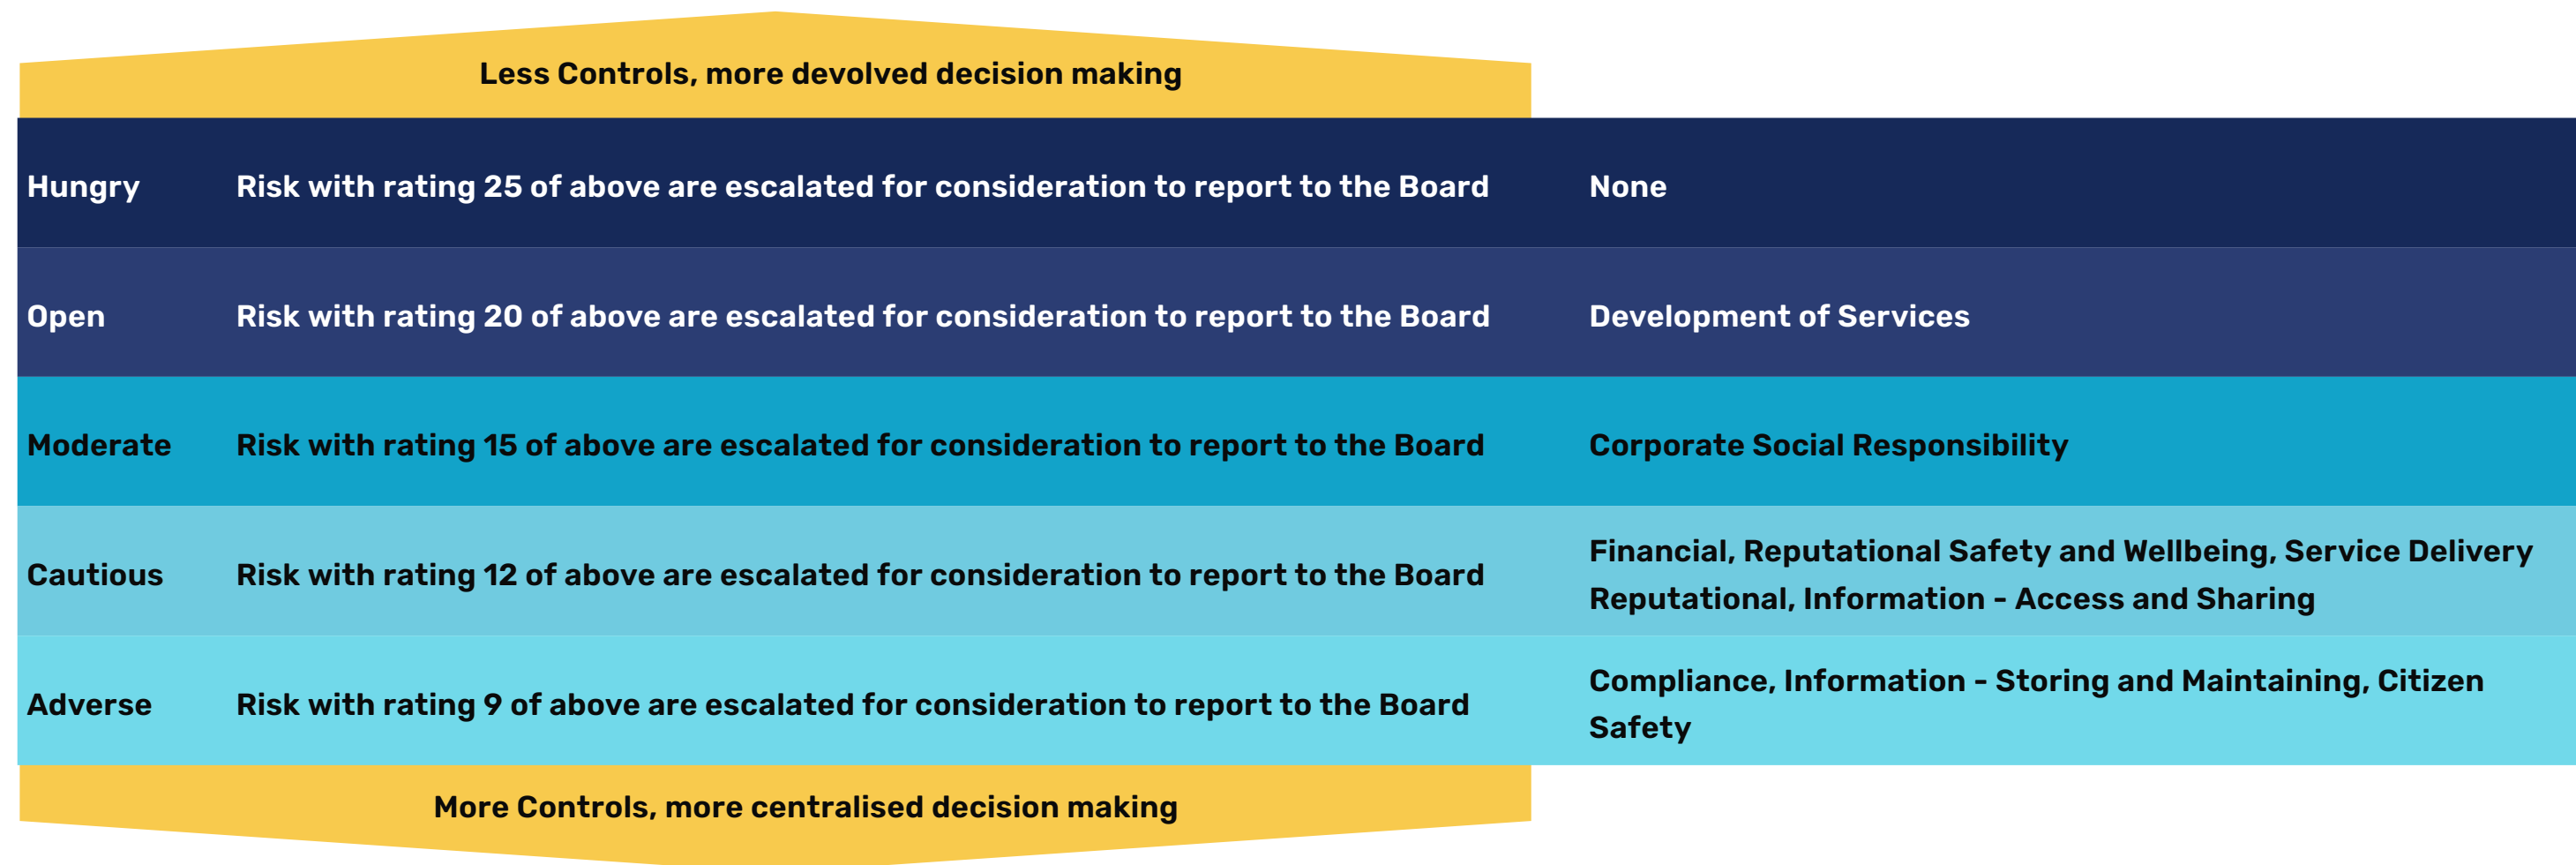 Less Controls, more devolved decision making
Hungry Risk with rating 25 of above are escalated for consideration to report to the Board None
Open Risk with rating 20 of above are escalated for consideration to report to the Board Development of Services
Moderate Risk with rating 15 of above are escalated for consideration to report to the Board Corporate Social Responsibility
Cautious Risk with rating 12 of above are escalated for consideration to report to the Board Financial, Reputational Safety and Wellbeing, Service Delivery
Reputational, Information - Access and Sharing
Adverse Risk with rating 9 of above are escalated for consideration to report to the Board Compliance, Information - Storing and Maintaining, Citizen
Safety
More Controls, more centralised decision making